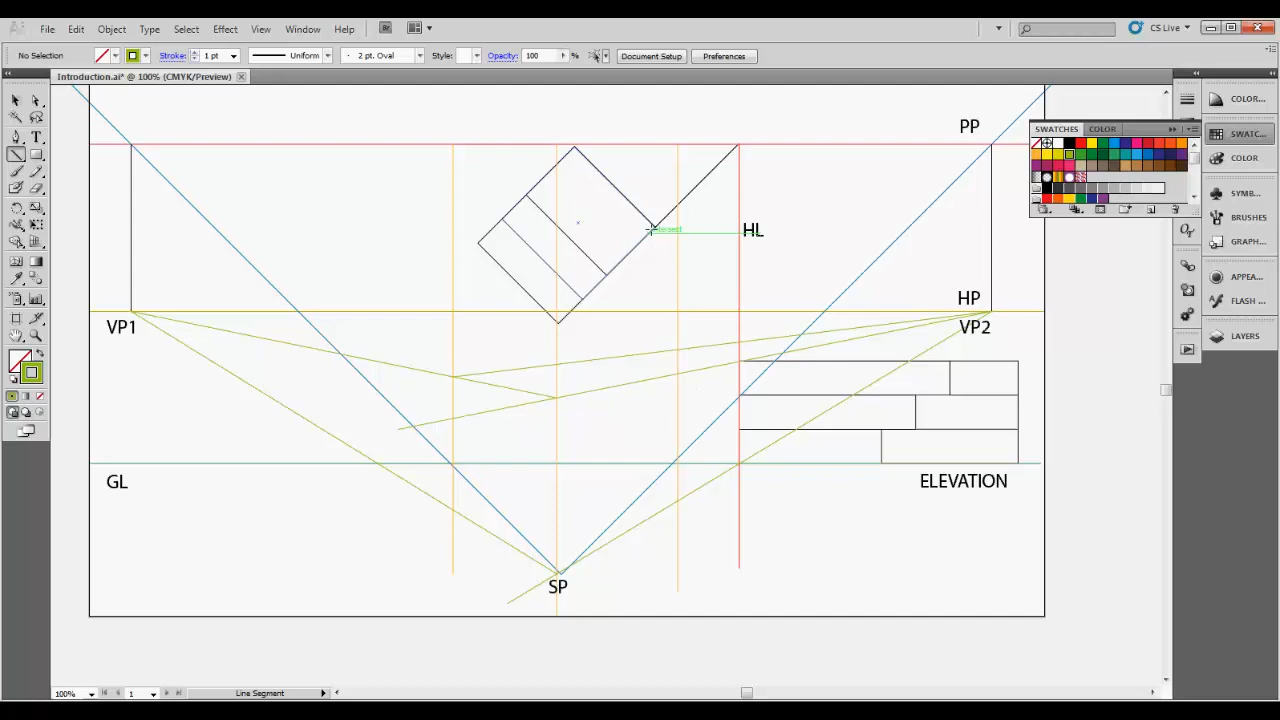 Ai File Edit Object Type Select Effect View Window Help Br CS Live
No Selection Stroke: 1 pt Uniform 2 pt. Oval Style: Opacity: 100 % Document Setup Preferences
Introduction.ai* @ 100% (CMYK/Preview)
COLOR...
PP
SWATCHES COLOR
SWATC...
COLOR
SYMB...
BRUSHES
HL
GRAPH...
APPEA...
HP
FLASH ...
VP1
VP2
LAYERS
GL
ELEVATION
SP
100% 1 Line Segment